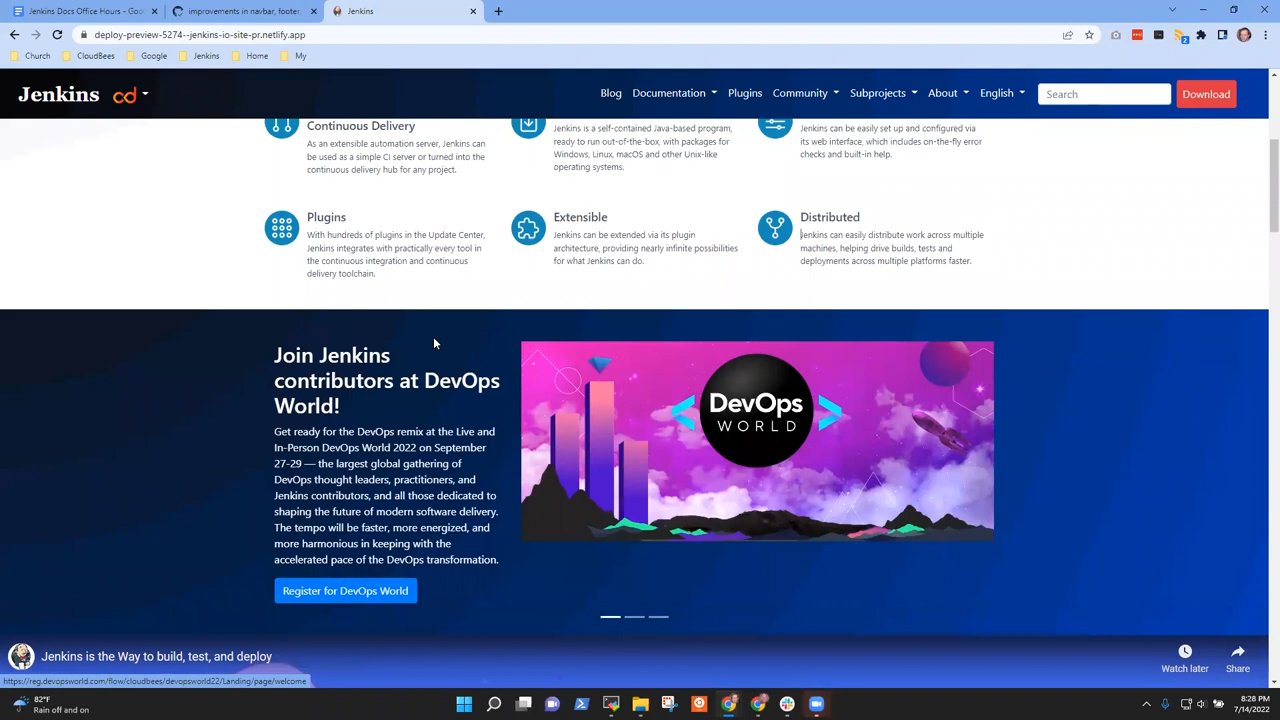 Jenkins Docs Office Hours - Goo
improvements in navbar, footer,
Jenkins
deploy-preview-5274--jenkins-io-site-pr.netlify.app
Church
CloudBees
Google
Jenkins
Home
My
Jenkins
cd
Blog
Documentation
Plugins
Community
Subprojects
About
English
Search
Download
Continuous Delivery
As an extensible automation server, Jenkins can
be used as a simple CI server or turned into the
continuous delivery hub for any project.
Jenkins is a self-contained Java-based program,
ready to run out-of-the-box, with packages for
Windows, Linux, macOS and other Unix-like
operating systems.
Jenkins can be easily set up and configured via
its web interface, which includes on-the-fly error
checks and built-in help.
Plugins
With hundreds of plugins in the Update Center,
Jenkins integrates with practically every tool in
the continuous integration and continuous
delivery toolchain.
Extensible
Jenkins can be extended via its plugin
architecture, providing nearly infinite possibilities
for what Jenkins can do.
Distributed
Jenkins can easily distribute work across multiple
machines, helping drive builds, tests and
deployments across multiple platforms faster.
Join Jenkins
contributors at DevOps
World!
Get ready for the DevOps remix at the Live and
In-Person DevOps World 2022 on September
27-29 — the largest global gathering of
DevOps thought leaders, practitioners, and
Jenkins contributors, and all those dedicated to
shaping the future of modern software delivery.
The tempo will be faster, more energized, and
more harmonious in keeping with the
accelerated pace of the DevOps transformation.
Register for DevOps World
DevOps
WORLD
Jenkins is the Way to build, test, and deploy
Watch later
Share
https://reg.devopsworld.com/flow/cloudbees/devopsworld22/Landing/page/welcome
82°F
Rain off and on
8:28 PM
7/14/2022